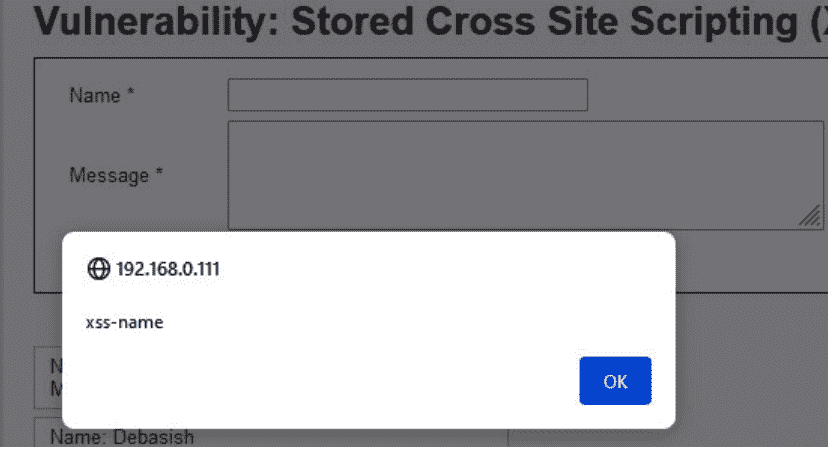 Vulnerability: Stored Cross Site Scripting (
Name *
Message *
192.168.0.111
xss-name
OK
N
M
Name: Debasish